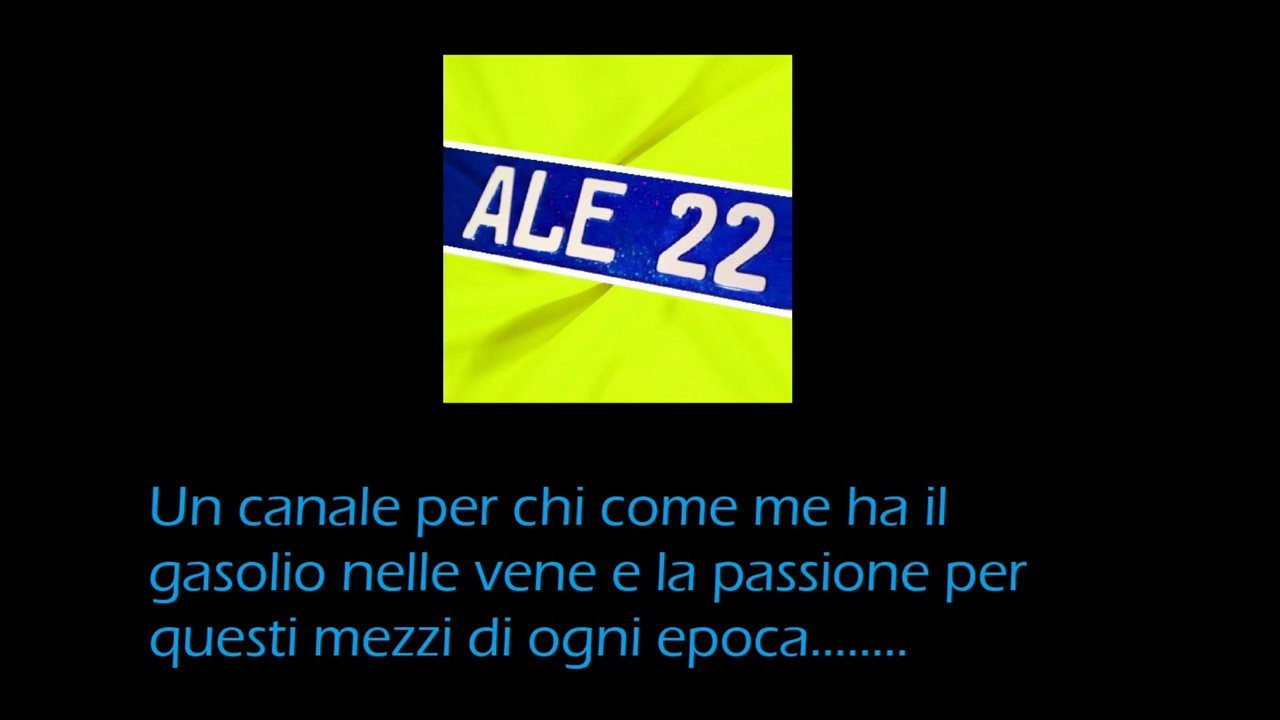 ALE 22
Un canale per chi come me ha il
gasolio nelle vene e la passione per
questi mezzi di ogni epoca........